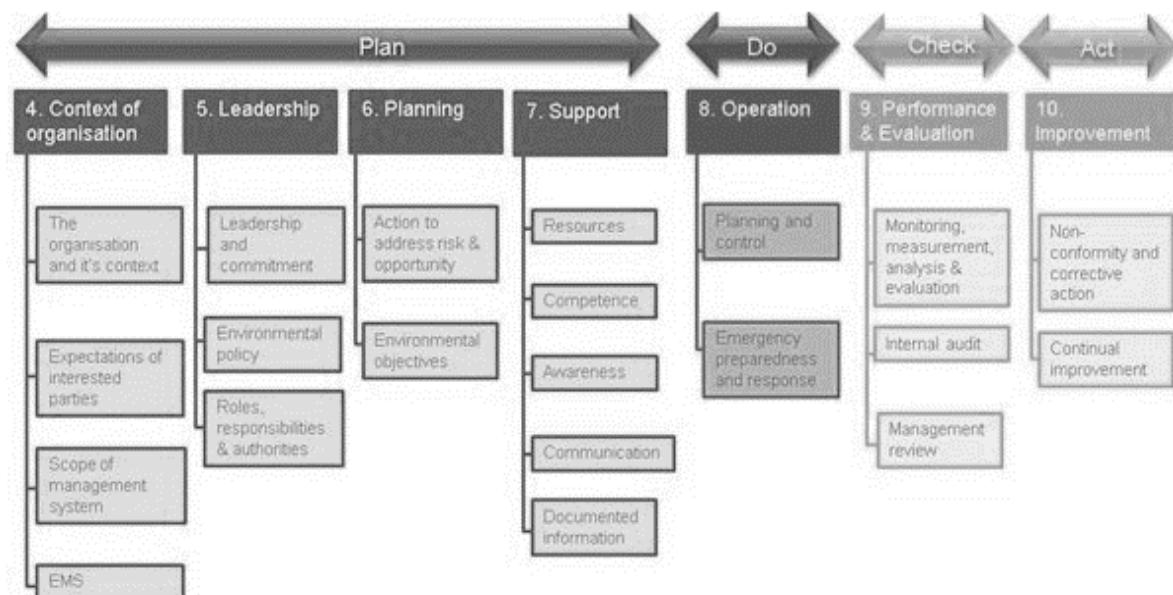 Plan
Do
Check
Act
4. Context of
organisation
The
organisation
and it's context
Expectations of
interested
parties
Scope of
management
system
EMS
5. Leadership
Leadership
and
commitment
Environmental
policy
Roles,
responsibilities
& authorities
6. Planning
Action to
address risk &
opportunity
Environmental
objectives
7. Support
Resources
Competence
Awareness
Communication
Documented
information
8. Operation
Planning and
control
Emergency
preparedness
and response
9. Performance
& Evaluation
Monitoring,
measurement,
analysis &
evaluation
Internal audit
Management
review
10.
Improvement
Non-
conformity and
corrective
action
Continual
improvement